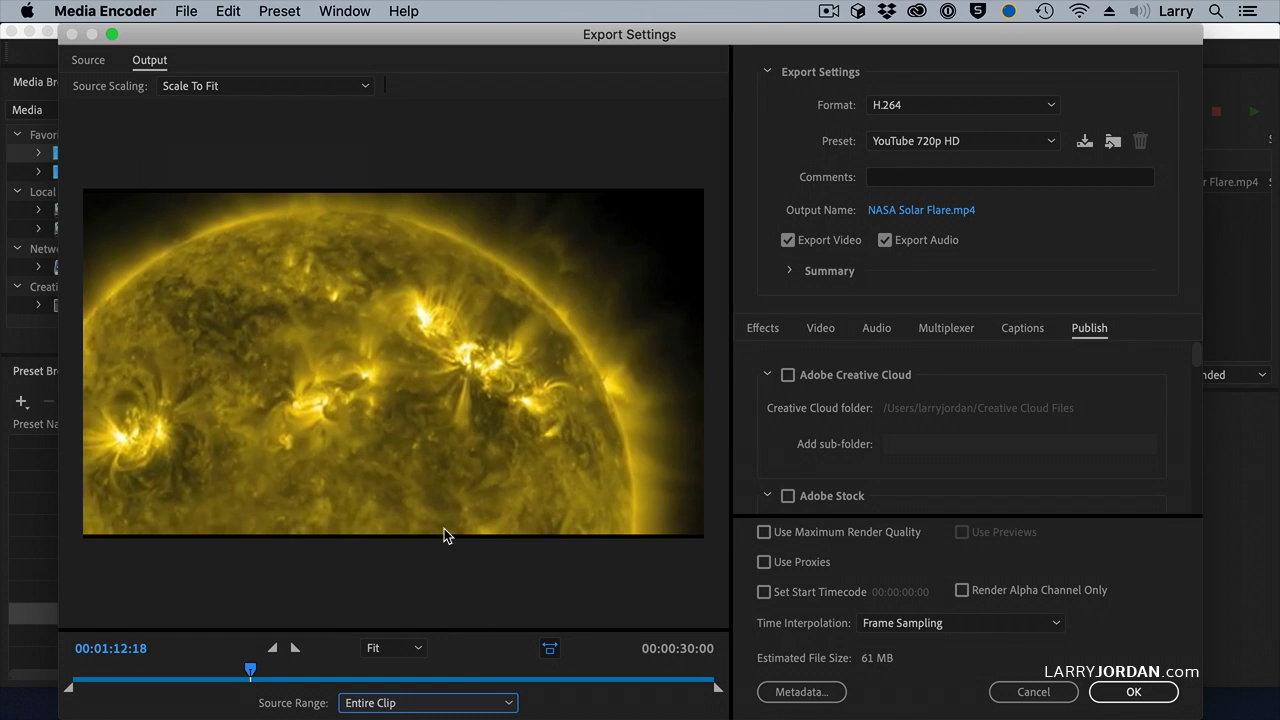 Media Encoder File Edit Preset Window Help Larry
Export Settings
Source Output
Source Scaling: Scale To Fit
Export Settings
Format: H.264
Preset: YouTube 720p HD
Comments:
Output Name: NASA Solar Flare.mp4
Export Video Export Audio
Summary
Effects Video Audio Multiplexer Captions Publish
Adobe Creative Cloud
Creative Cloud folder: /Users/larryjordan/Creative Cloud Files
Add sub-folder:
Adobe Stock
Use Maximum Render Quality Use Previews
Use Proxies
Set Start Timecode 00:00:00:00 Render Alpha Channel Only
Time Interpolation: Frame Sampling
Estimated File Size: 61 MB
Metadata... Cancel OK
00:01:12:18 Fit 00:00:30:00
Source Range: Entire Clip
Media Br
Media
Favori
Local
Netw
Creati
Preset Br
Preset Na
r Flare.mp4
nded
LARRYJORDAN.com